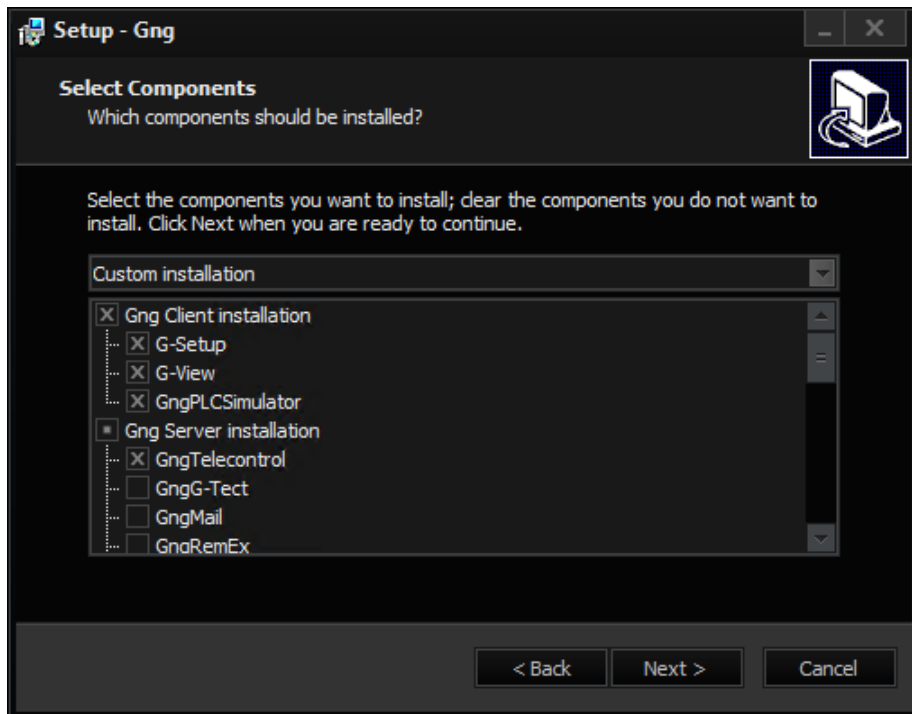 Setup - Gng
Select Components
Which components should be installed?
Select the components you want to install; clear the components you do not want to
install. Click Next when you are ready to continue.
Custom installation
Gng Client installation
G-Setup
G-View
GngPLCSimulator
Gng Server installation
GngTelecontrol
GngG-Tect
GngMail
GngRemEx
< Back
Next >
Cancel